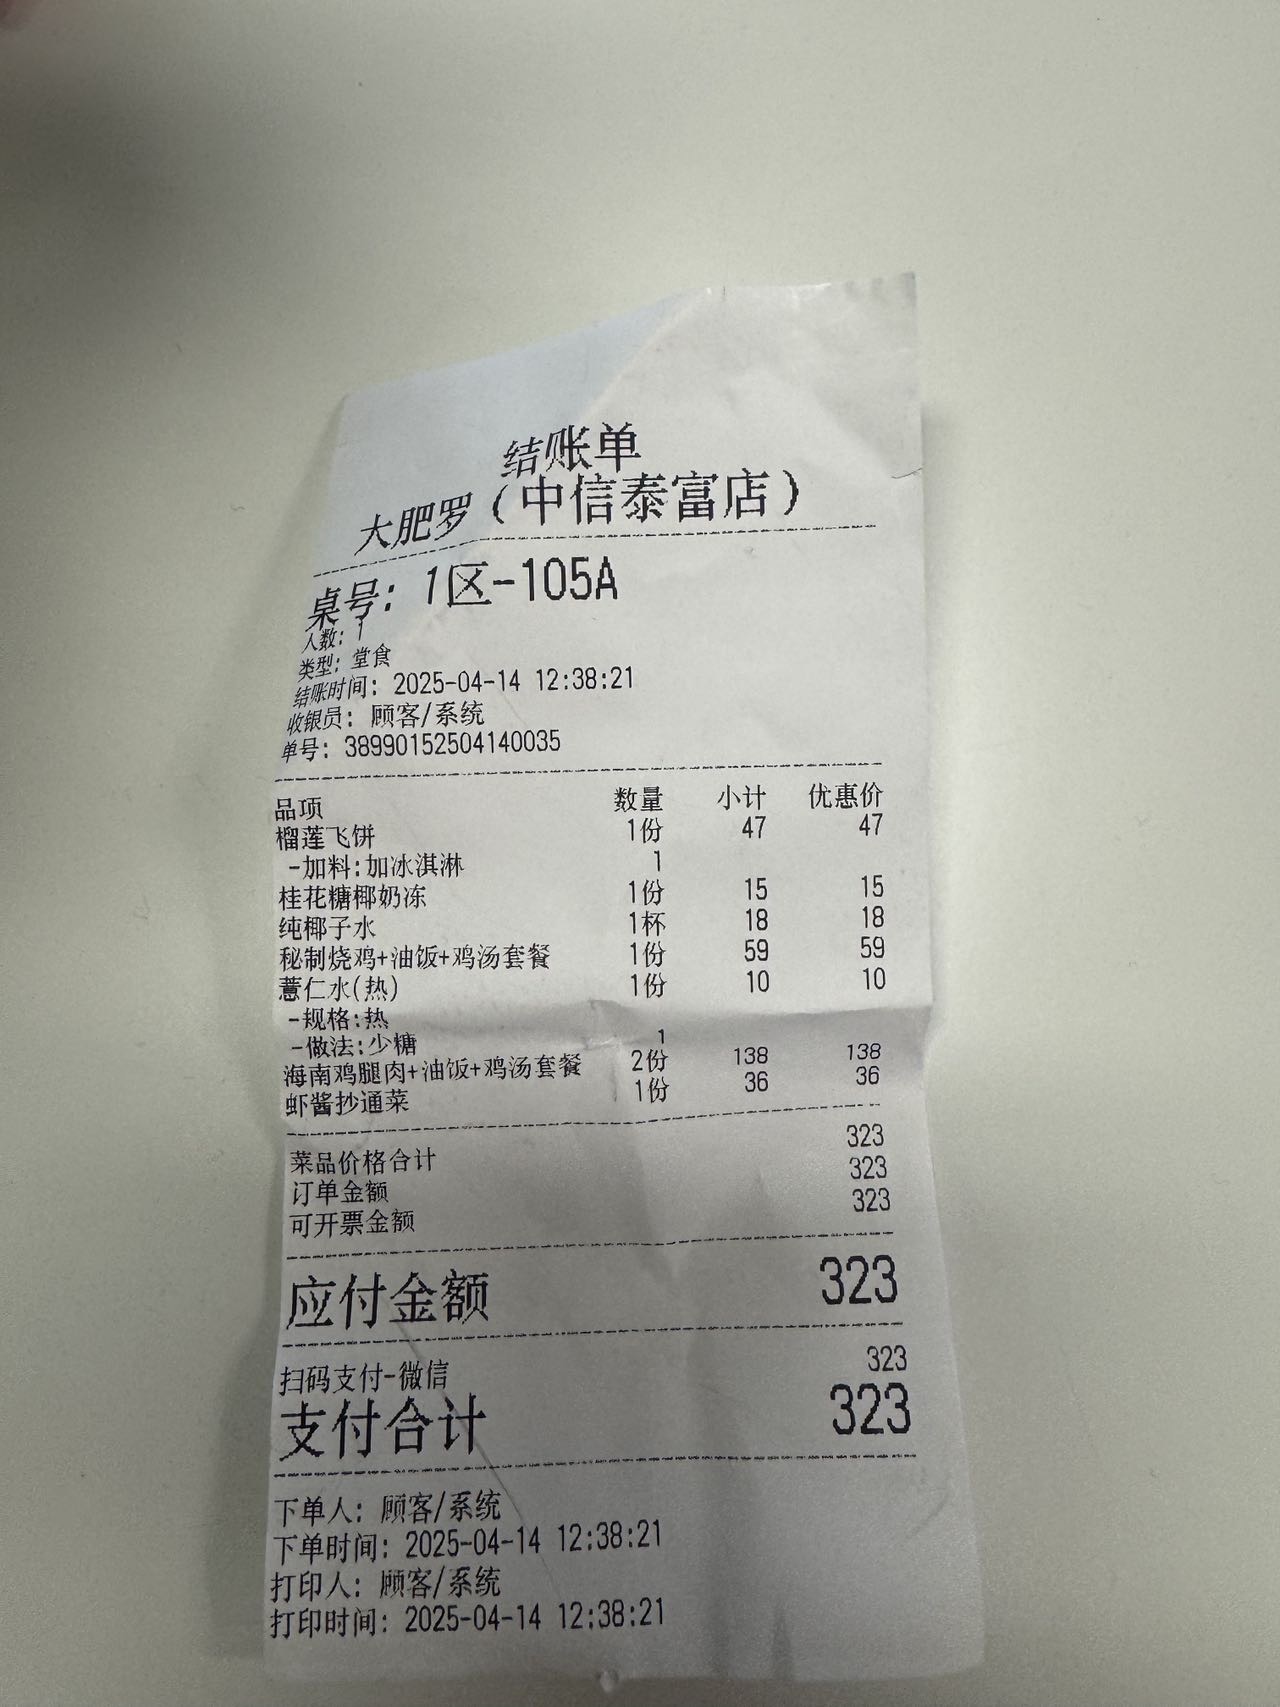 结账单
大肥罗（中信泰富店）
桌号：1区-105A
人数：1
类型：堂食
结账时间：2025-04-14 12:38:21
收银员：顾客/系统
单号：38990152504140035
品项 数量 小计 优惠价
榴莲飞饼 1份 47 47
-加料:加冰淇淋 1
桂花糖椰奶冻 1份 15 15
纯椰子水 1杯 18 18
秘制烧鸡+油饭+鸡汤套餐 1份 59 59
薏仁水(热) 1份 10 10
-规格:热
-做法:少糖 1
海南鸡腿肉+油饭+鸡汤套餐 2份 138 138
虾酱抄通菜 1份 36 36
菜品价格合计 323
订单金额 323
可开票金额 323
应付金额 323
扫码支付-微信 323
支付合计 323
下单人：顾客/系统
下单时间：2025-04-14 12:38:21
打印人：顾客/系统
打印时间：2025-04-14 12:38:21